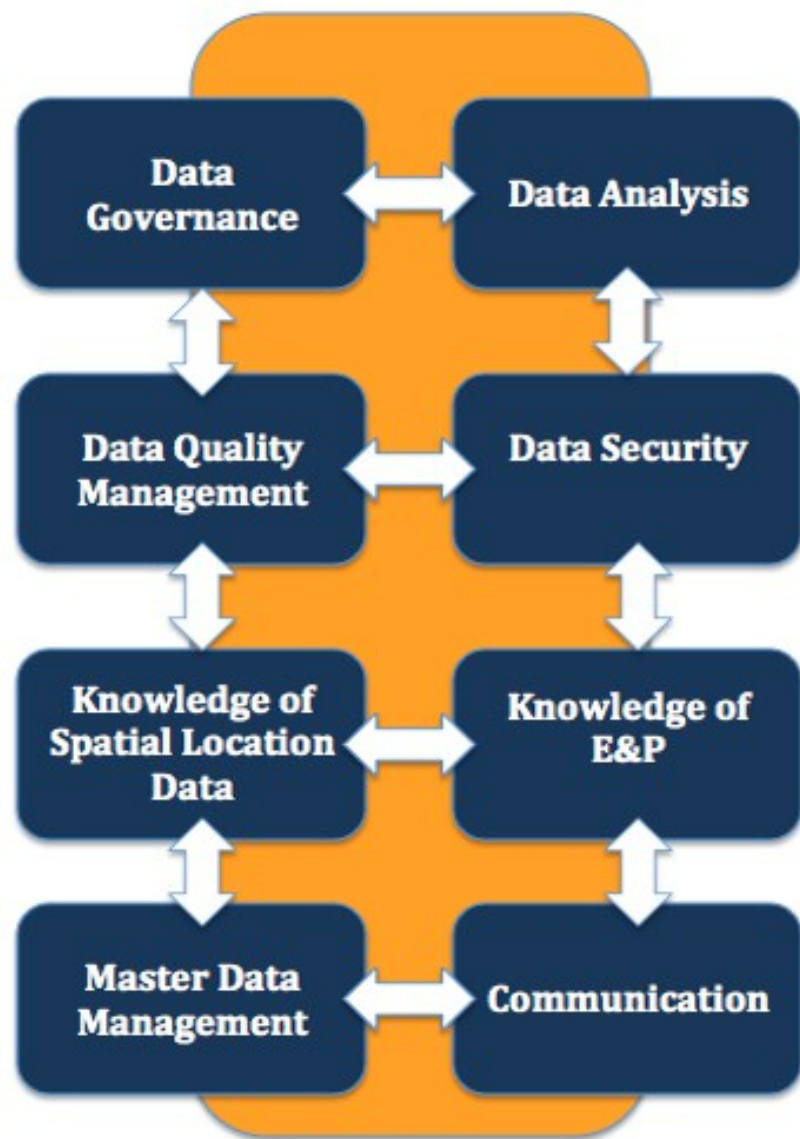 Data
Governance
Data Analysis
Data Quality
Management
Data Security
Knowledge of
Spatial Location
Data
Knowledge of
E&P
Master Data
Management
Communication